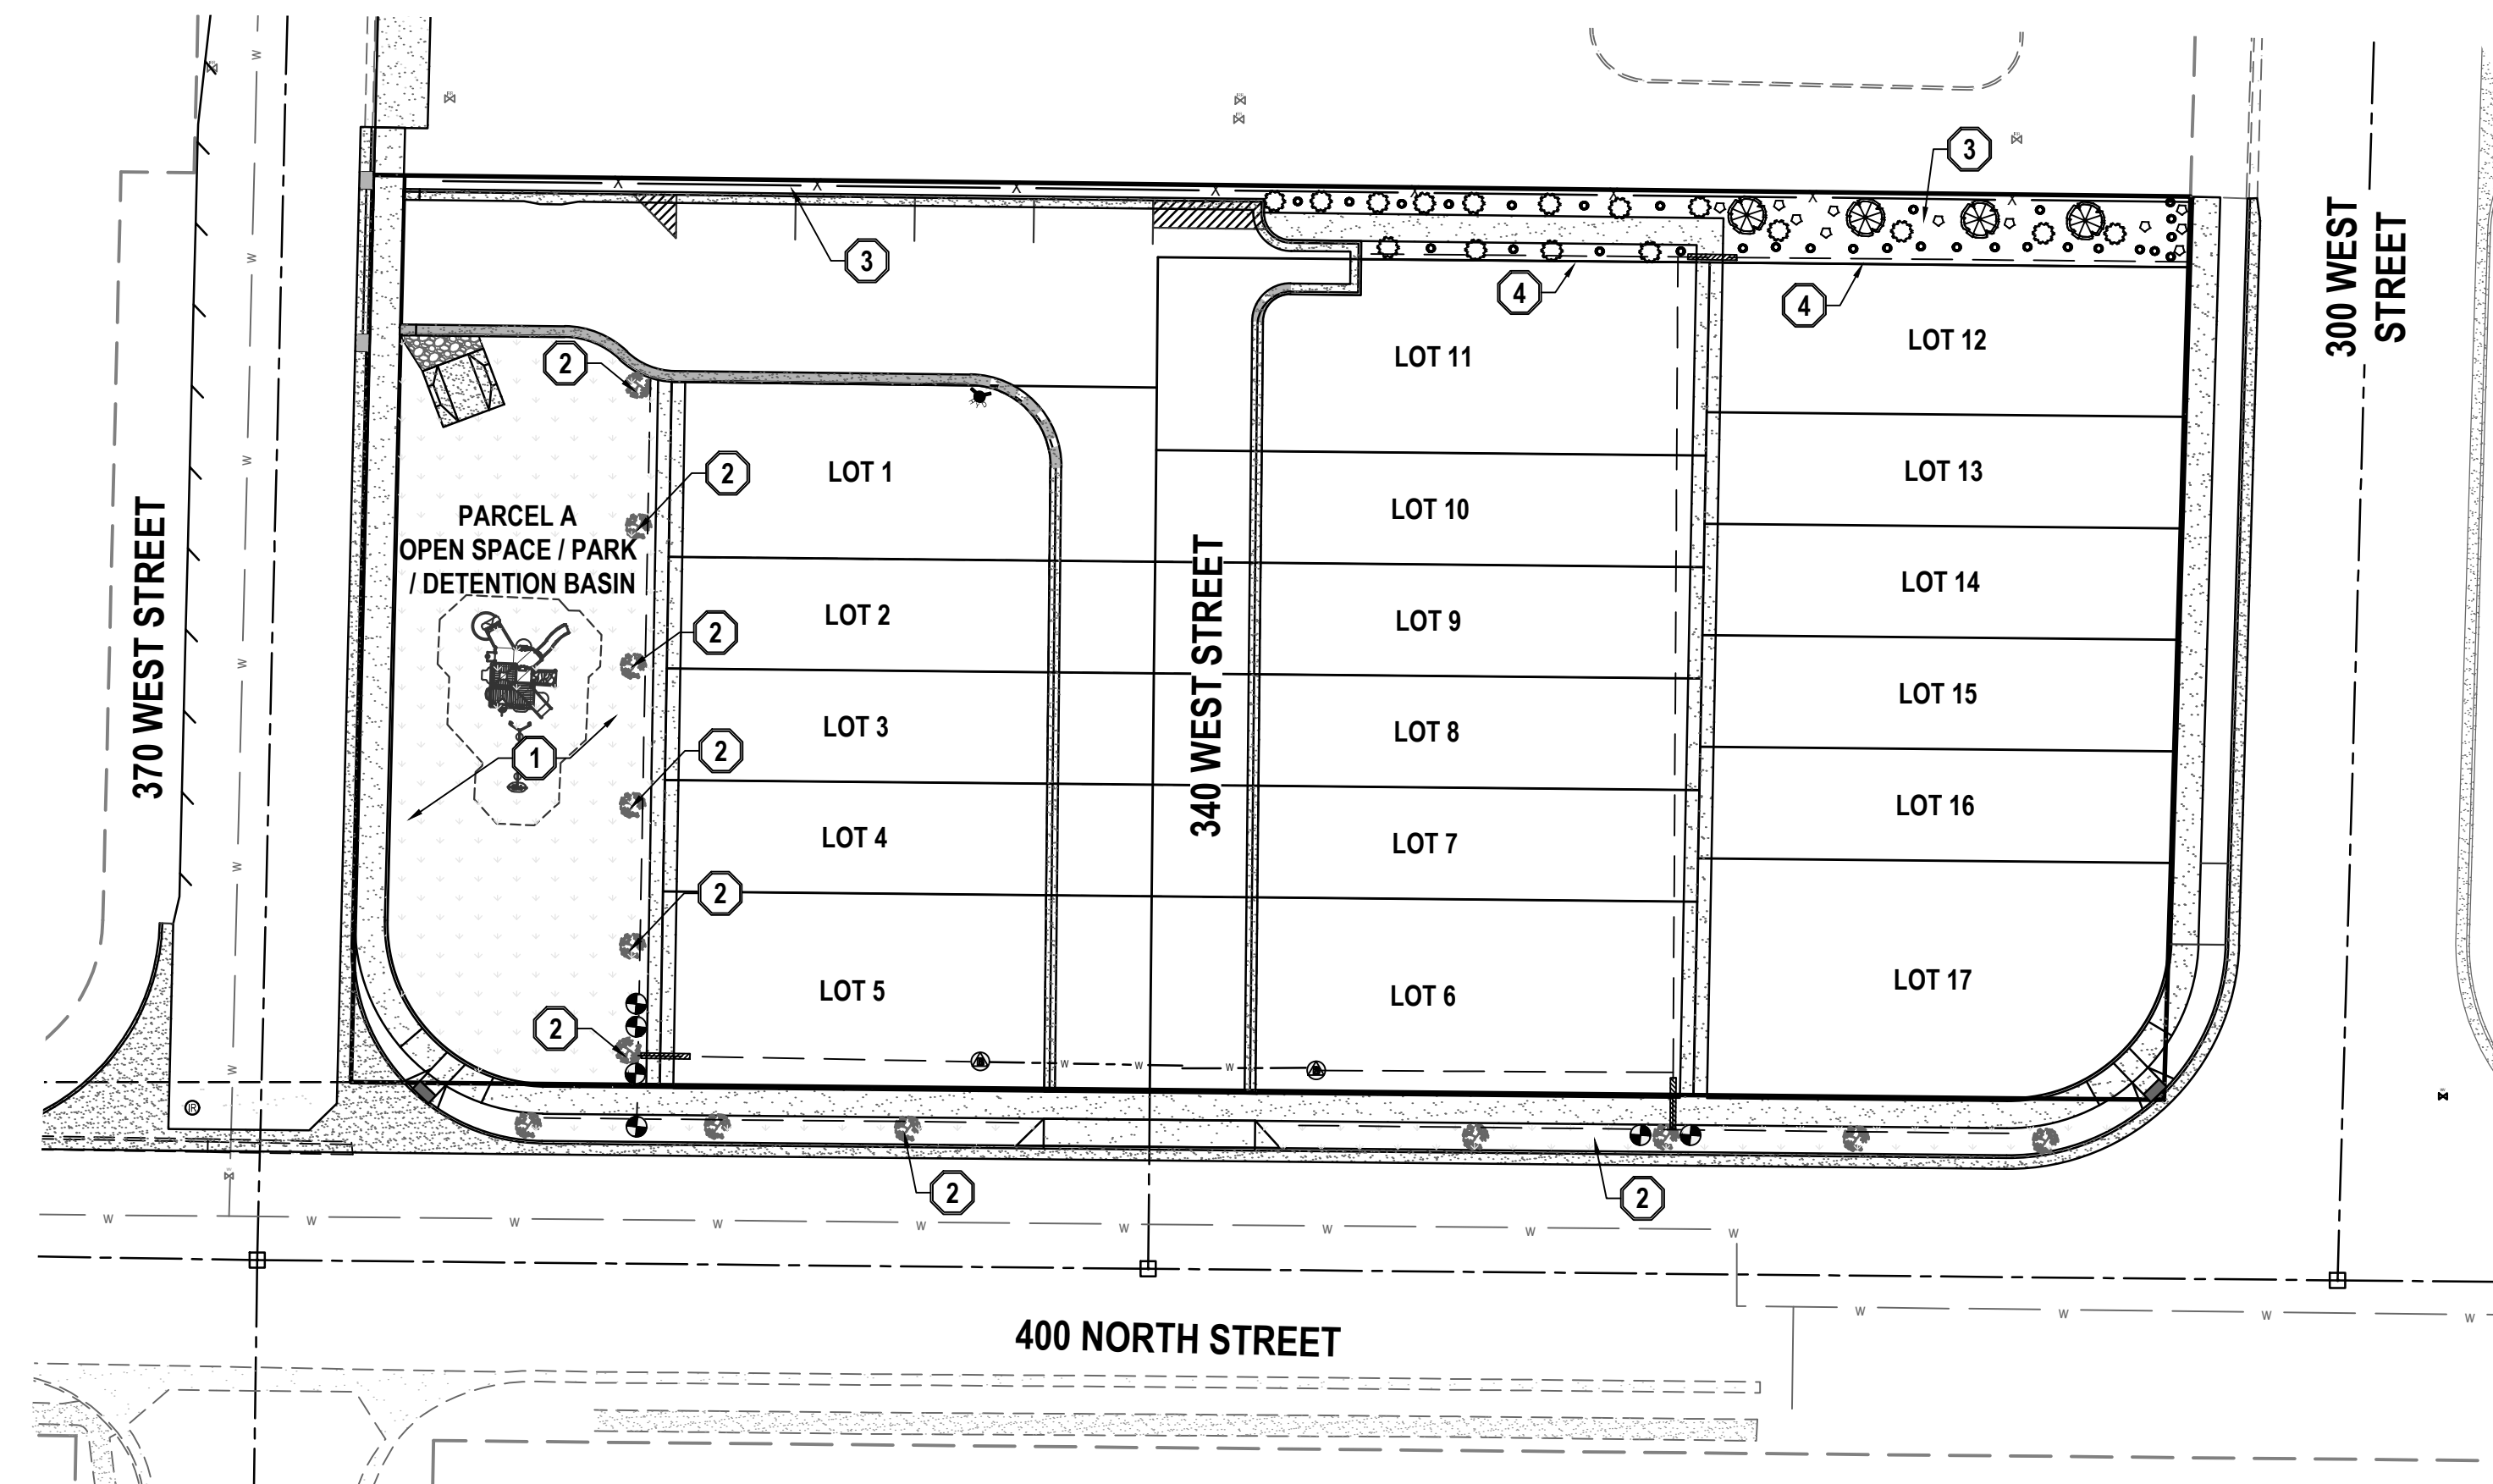 3
3
4
4
LOT 12
LOT 11
2
300 WEST
STREET
LOT 1
2
LOT 13
LOT 10
PARCEL A
OPEN SPACE / PARK
/ DETENTION BASIN
LOT 14
LOT 2
LOT 9
2
370 WEST STREET
340 WEST STREET
LOT 15
LOT 3
LOT 8
2
1
LOT 16
LOT 4
LOT 7
2
LOT 17
LOT 5
LOT 6
2
IR
2
2
W W W W W W W W W
W W W W
W
W
W
W
W
W
W W W
400 NORTH STREET